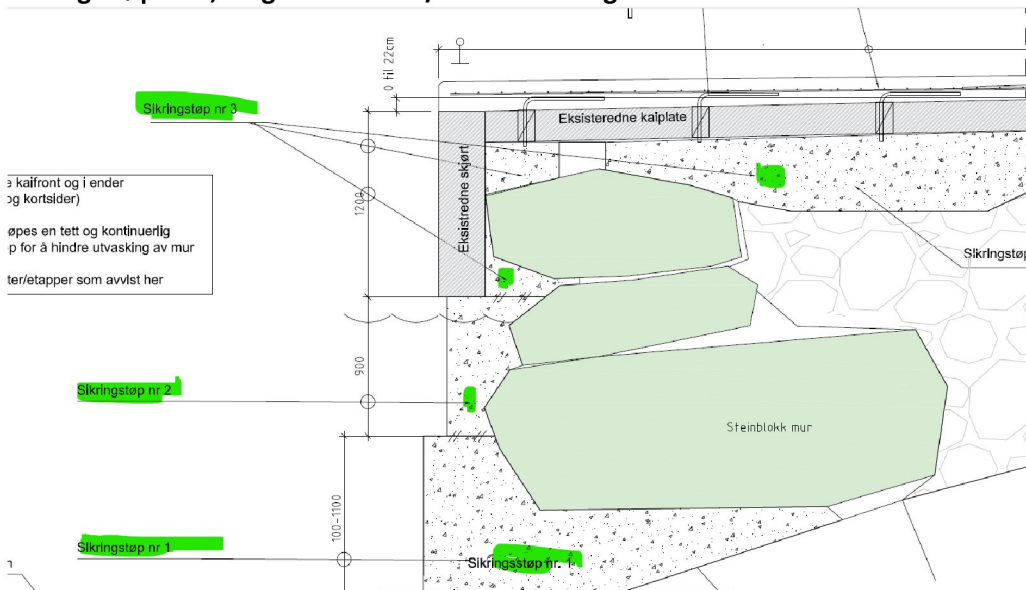 0 til 22cm
Sikringstøp nr 3
Eksisteredne kaiplate
e kaifront og i ender
og kortsider)
øpes en tett og kontinuerlig
p for å hindre utvasking av mur
ter/etapper som avvist her
1200
Eksistredne skjørt
Sikringstøp
900
Sikringstøp nr 2
Steinblokk mur
100-1100
Sikringstøp nr 1
Sikringsstøp nr. 1
n